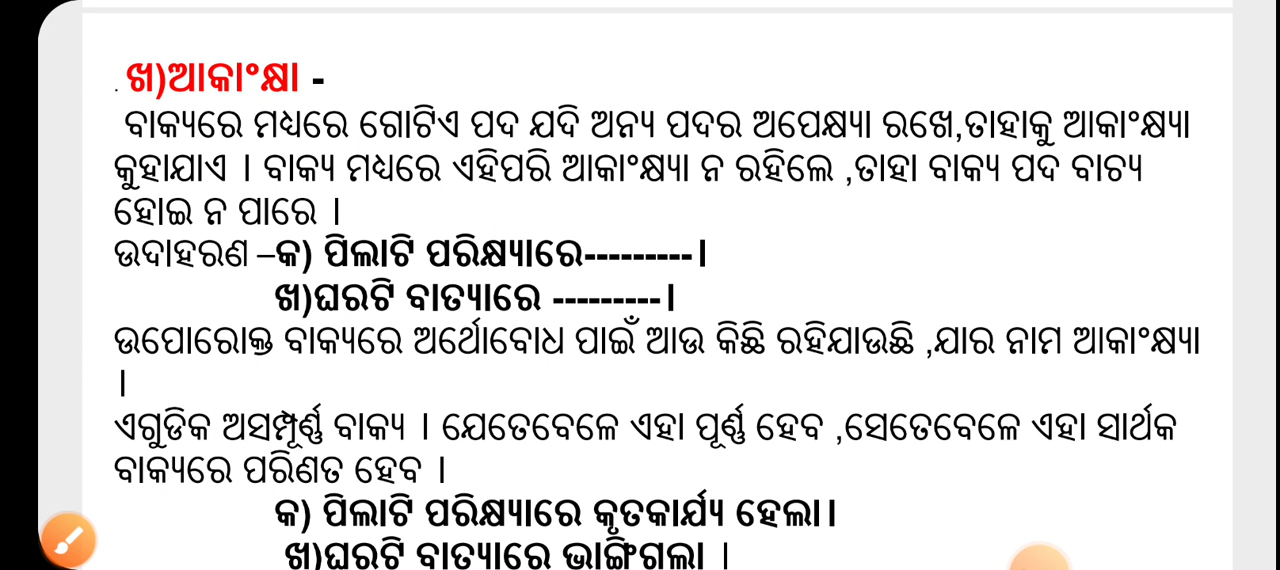 . ଖ)ଆକାଂକ୍ଷା -
ବାକ୍ୟରେ ମଧ୍ୟରେ ଗୋଟିଏ ପଦ ଯଦି ଅନ୍ୟ ପଦର ଅପେକ୍ଷ୍ୟା ରଖେ,ତାହାକୁ ଆକାଂକ୍ଷ୍ୟା
କୁହାଯାଏ । ବାକ୍ୟ ମଧ୍ୟରେ ଏହିପରି ଆକାଂକ୍ଷ୍ୟା ନ ରହିଲେ ,ତାହା ବାକ୍ୟ ପଦ ବାଚ୍ୟ
ହୋଇ ନ ପାରେ ।
ଉଦାହରଣ –କ) ପିଲାଟି ପରିକ୍ଷ୍ୟାରେ---------।
ଖ)ଘରଟି ବାତ୍ୟାରେ ---------।
ଉପୋରୋକ୍ତ ବାକ୍ୟରେ ଅର୍ଥୋବୋଧ ପାଇଁ ଆଉ କିଛି ରହିଯାଉଛି ,ଯାର ନାମ ଆକାଂକ୍ଷ୍ୟା
।
ଏଗୁଡିକ ଅସମ୍ପୂର୍ଣ୍ଣ ବାକ୍ୟ । ଯେତେବେଳେ ଏହା ପୂର୍ଣ୍ଣ ହେବ ,ସେତେବେଳେ ଏହା ସାର୍ଥକ
ବାକ୍ୟରେ ପରିଣତ ହେବ ।
କ) ପିଲାଟି ପରିକ୍ଷ୍ୟାରେ କୃତକାର୍ଯ୍ୟ ହେଲା।
ଖ)ଘରଟି ବାତ୍ୟାରେ ଭାଙ୍ଗିଗଲା ।